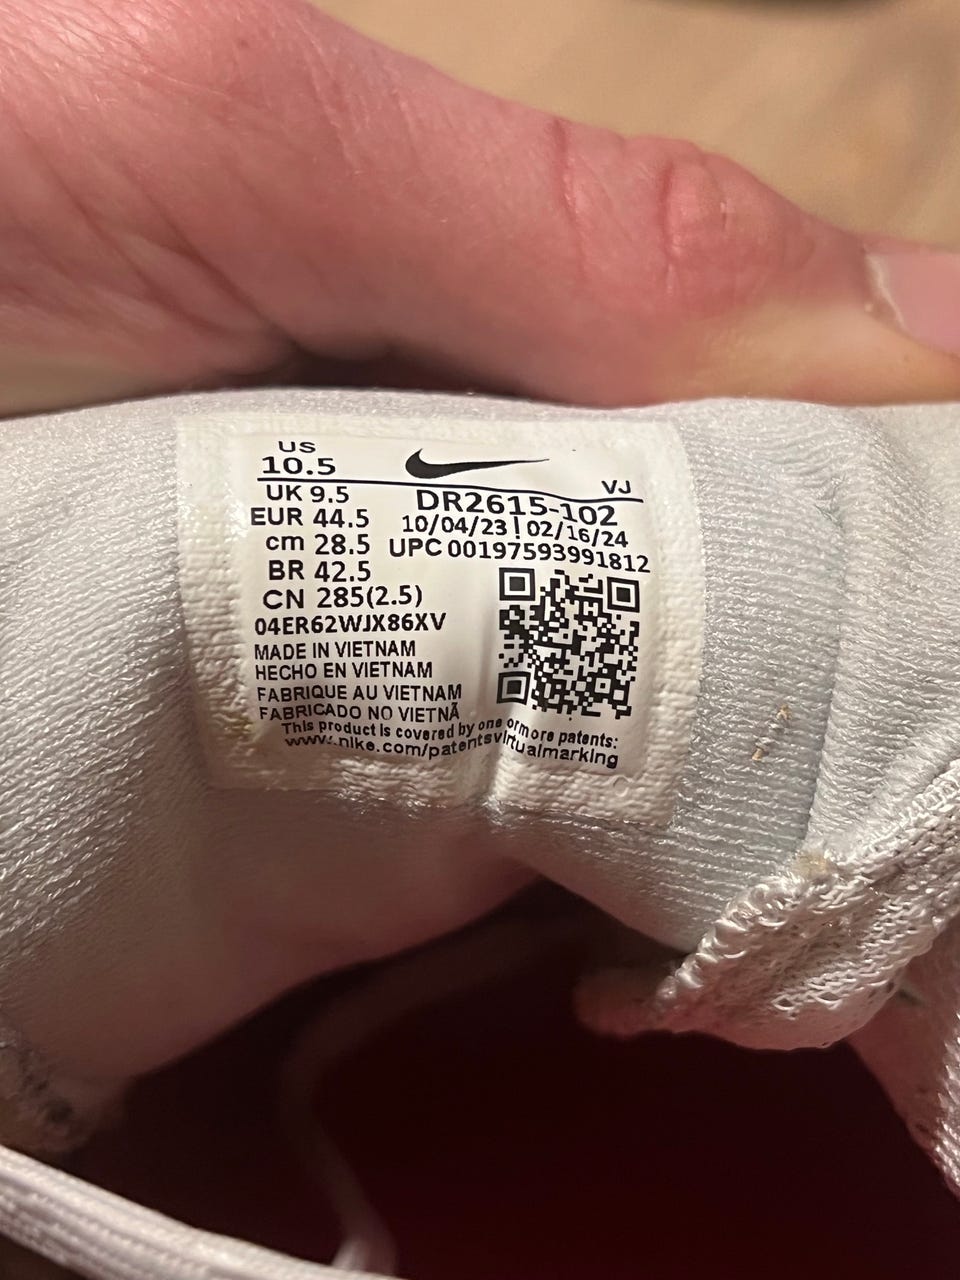 US
10.5
VJ
UK 9.5
DR2615-102
EUR 44.5
10/04/23 | 02/16/24
cm 28.5
UPC 00197593991812
BR 42.5
CN 285(2.5)
04ER62WJX86XV
MADE IN VIETNAM
HECHO EN VIETNAM
FABRIQUE AU VIETNAM
FABRICADO NO VIETNÃ
This product is covered by one or more patents:
www.nike.com/patentsvirtualmarking